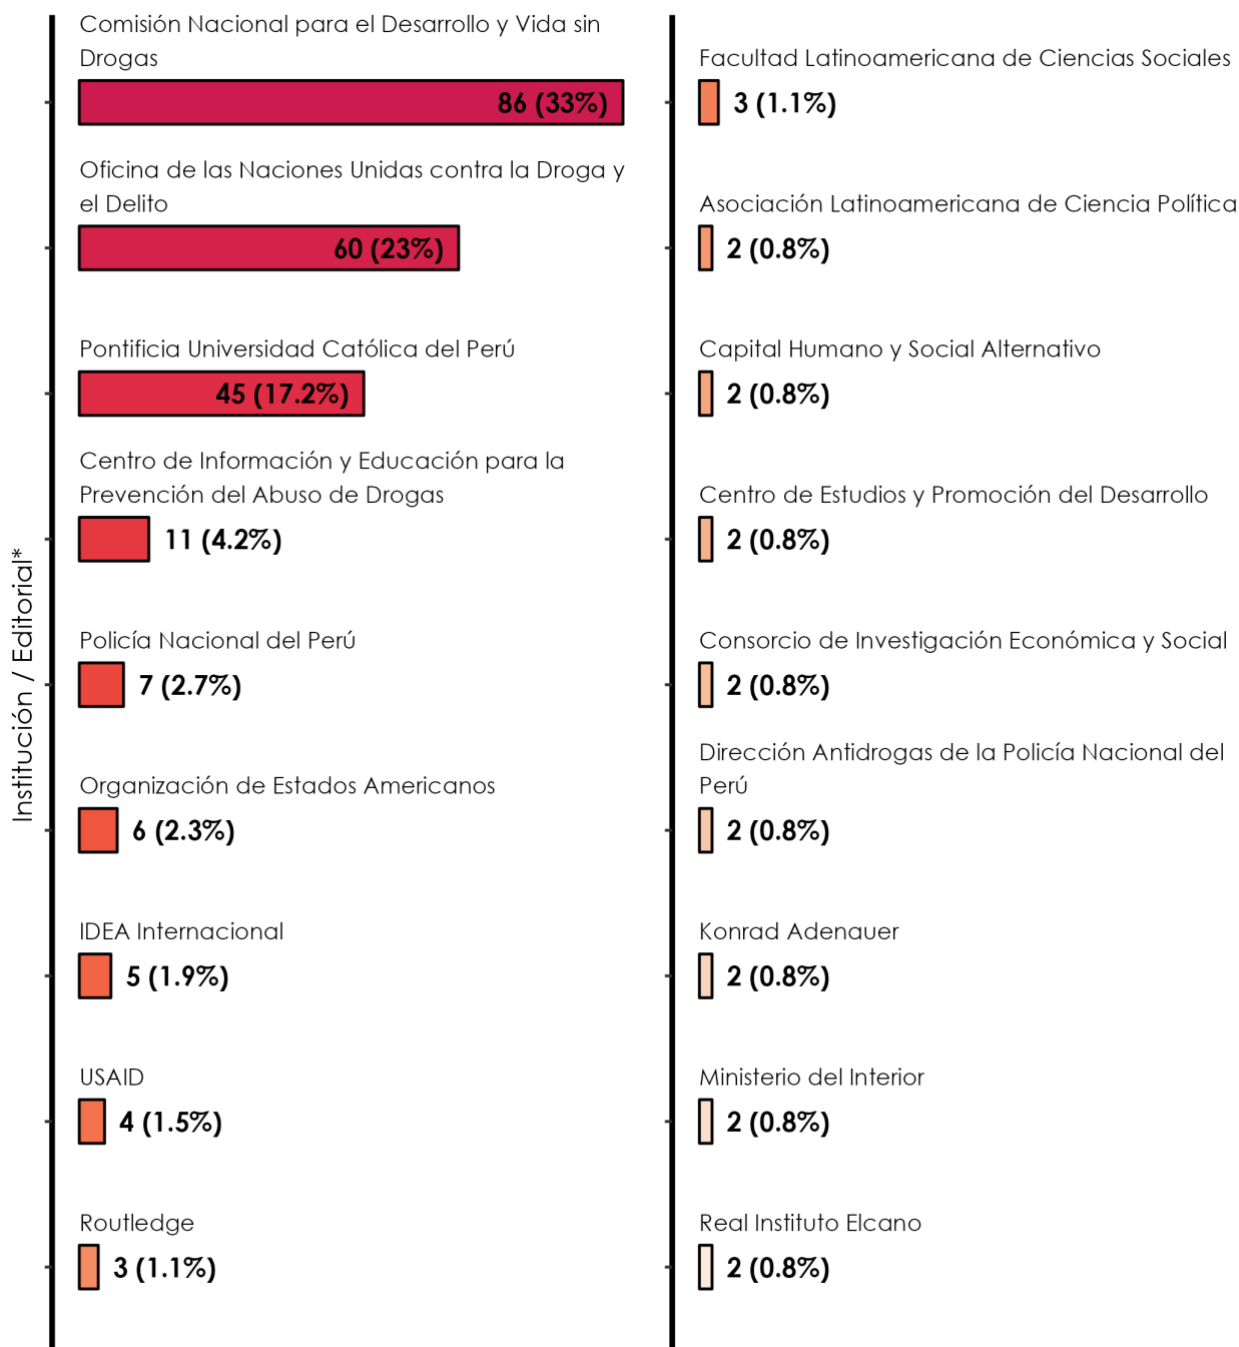 Institución / Editorial*
Comisión Nacional para el Desarrollo y Vida sin
Drogas
86 (33%)
Oficina de las Naciones Unidas contra la Droga y
el Delito
60 (23%)
Pontificia Universidad Católica del Perú
45 (17.2%)
Centro de Información y Educación para la
Prevención del Abuso de Drogas
11 (4.2%)
Policía Nacional del Perú
7 (2.7%)
Organización de Estados Americanos
6 (2.3%)
IDEA Internacional
5 (1.9%)
USAID
4 (1.5%)
Routledge
3 (1.1%)
Facultad Latinoamericana de Ciencias Sociales
3 (1.1%)
Asociación Latinoamericana de Ciencia Política
2 (0.8%)
Capital Humano y Social Alternativo
2 (0.8%)
Centro de Estudios y Promoción del Desarrollo
2 (0.8%)
Consorcio de Investigación Económica y Social
2 (0.8%)
Dirección Antidrogas de la Policía Nacional del
Perú
2 (0.8%)
Konrad Adenauer
2 (0.8%)
Ministerio del Interior
2 (0.8%)
Real Instituto Elcano
2 (0.8%)